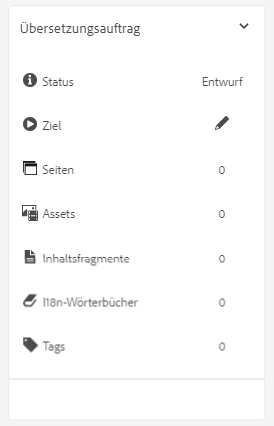 Übersetzungsauftrag
Status Entwurf
Ziel
Seiten 0
Assets 0
Inhaltsfragmente 0
I18n-Wörterbücher 0
Tags 0